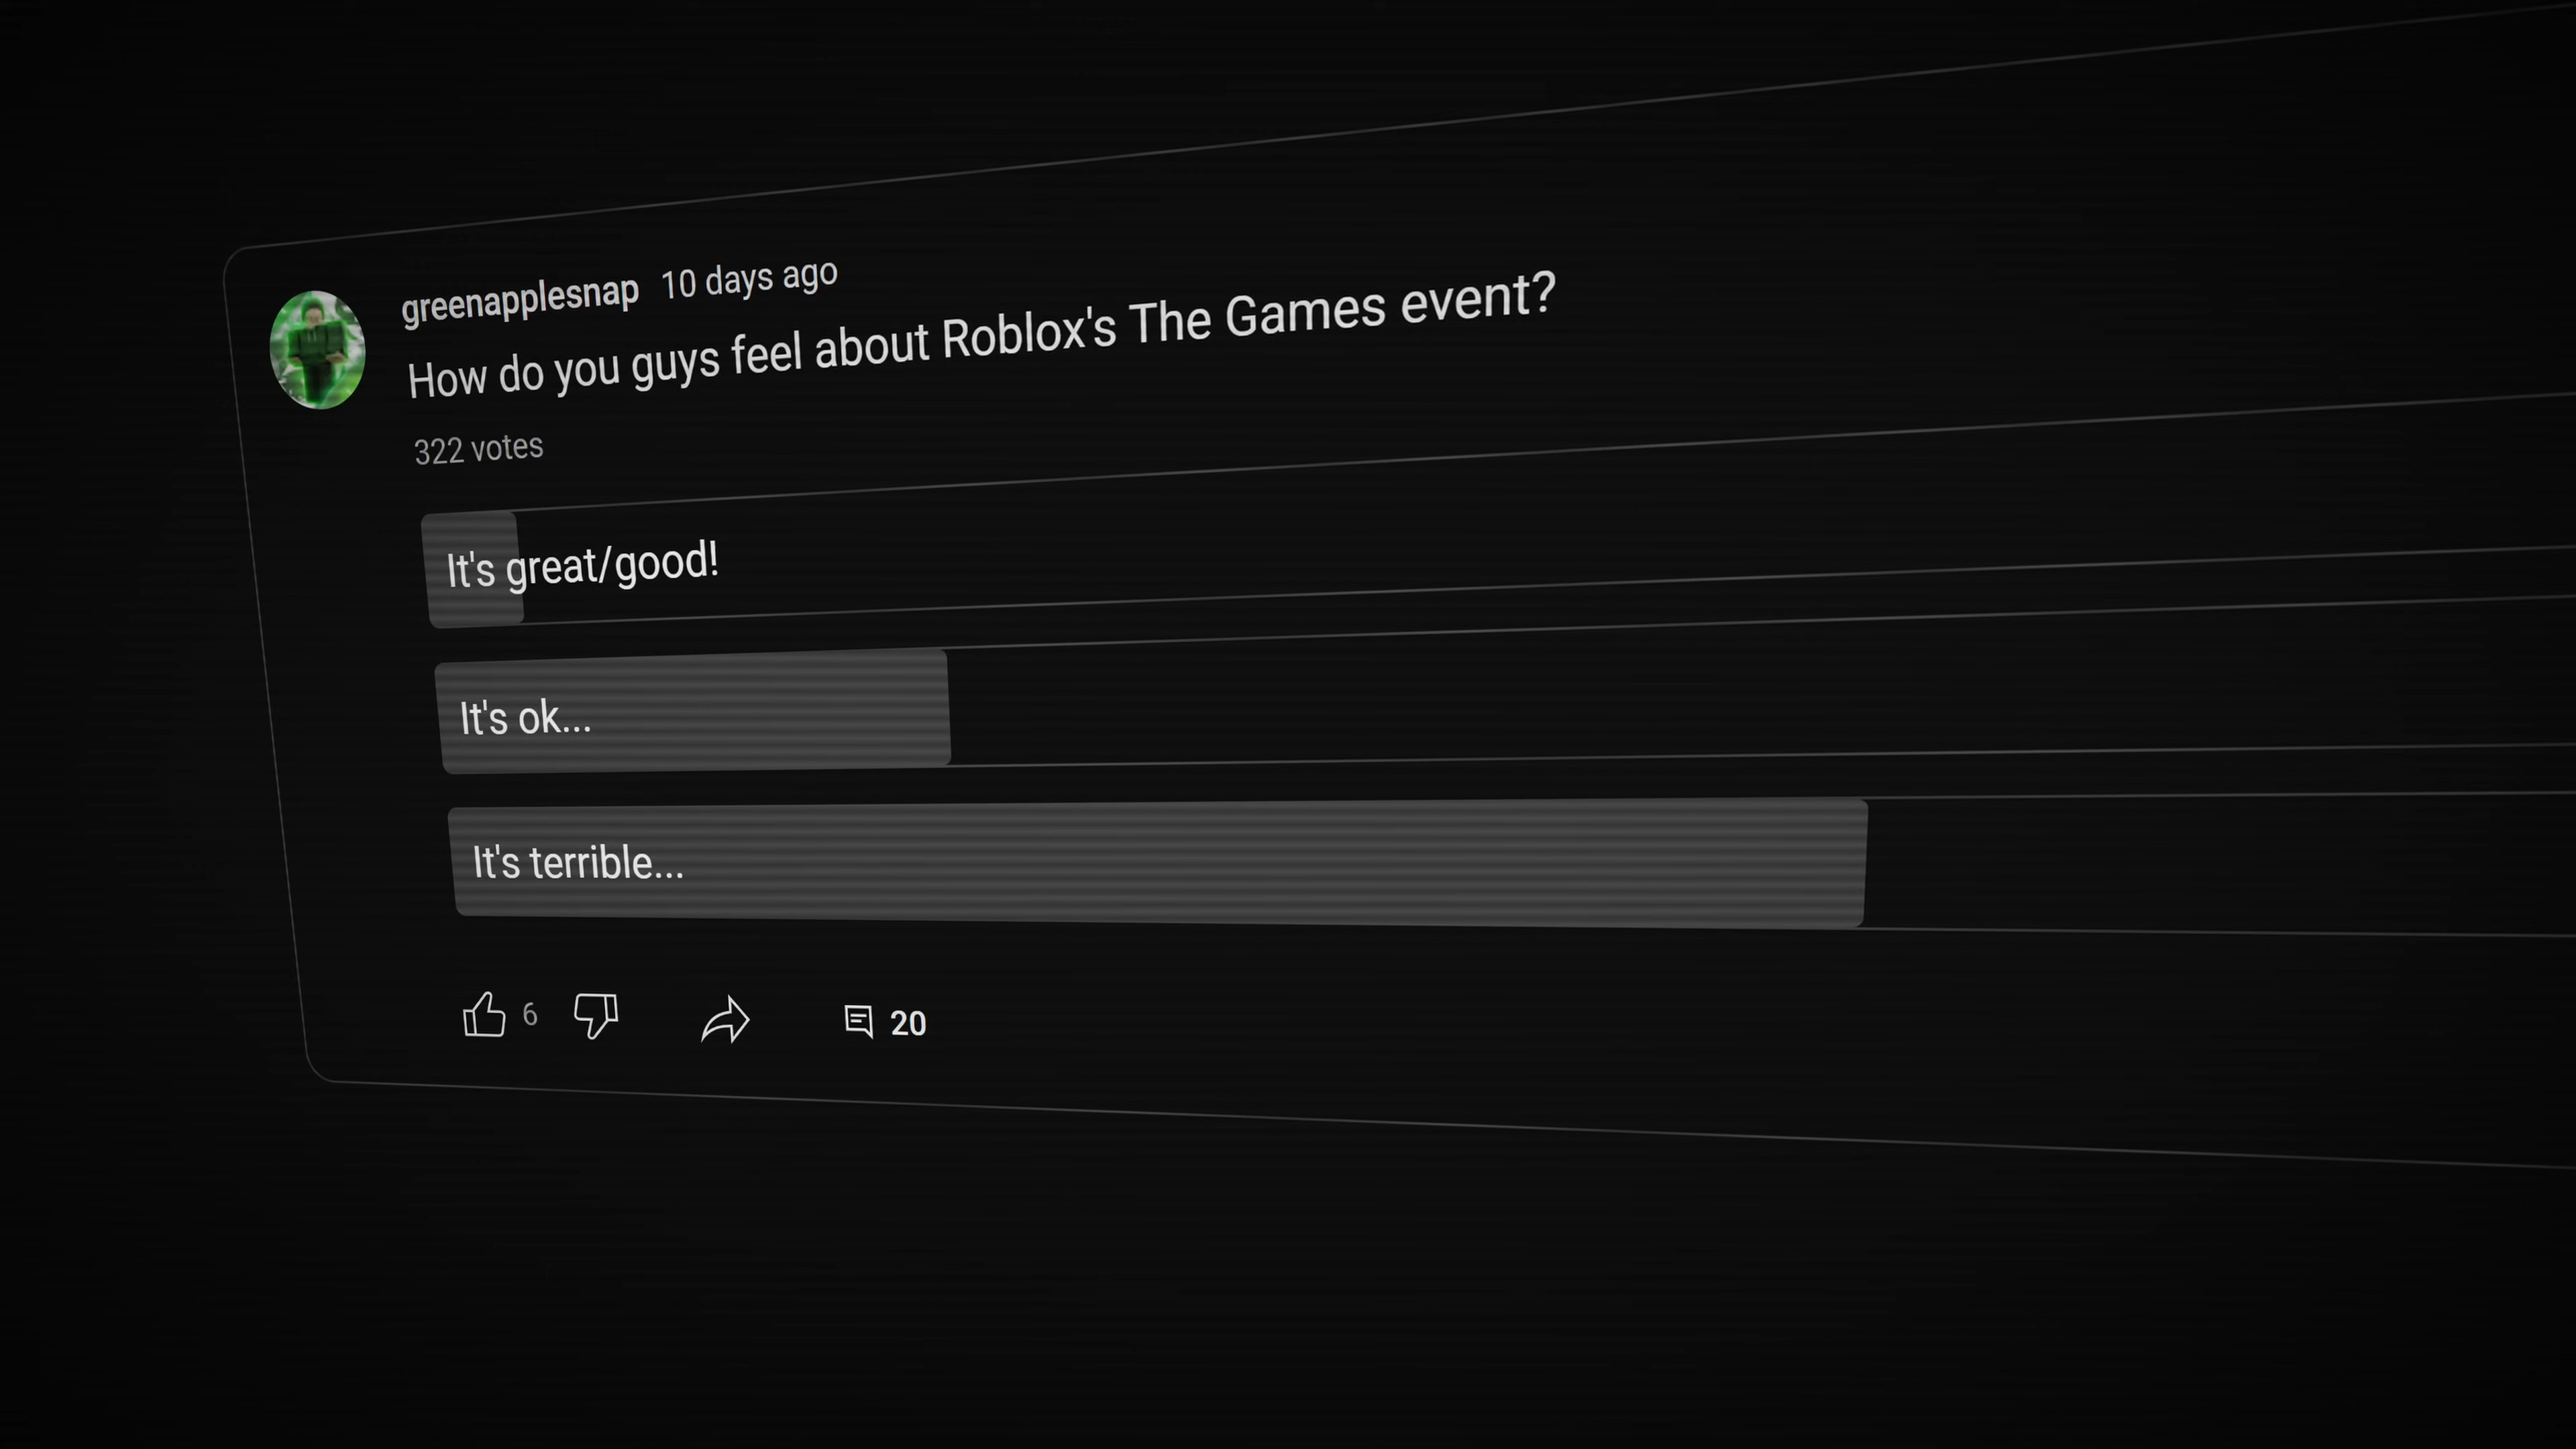 greenapplesnap 10 days ago
How do you guys feel about Roblox's The Games event?
322 votes
It's great/good!
It's ok...
It's terrible...
6
20